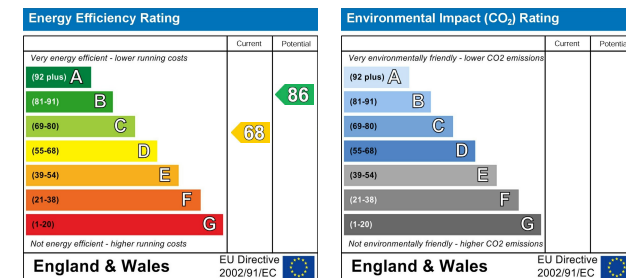 Energy Efficiency Rating
Current Potential
Very energy efficient - lower running costs
(92 plus) A
(81-91) B
(69-80) C
(55-68) D
(39-54) E
(21-38) F
(1-20) G
68
86
Not energy efficient - higher running costs
England & Wales
EU Directive
2002/91/EC
Environmental Impact (CO2) Rating
Current Potential
Very environmentally friendly - lower CO2 emissions
(92 plus) A
(81-91) B
(69-80) C
(55-68) D
(39-54) E
(21-38) F
(1-20) G
Not environmentally friendly - higher CO2 emissions
England & Wales
EU Directive
2002/91/EC